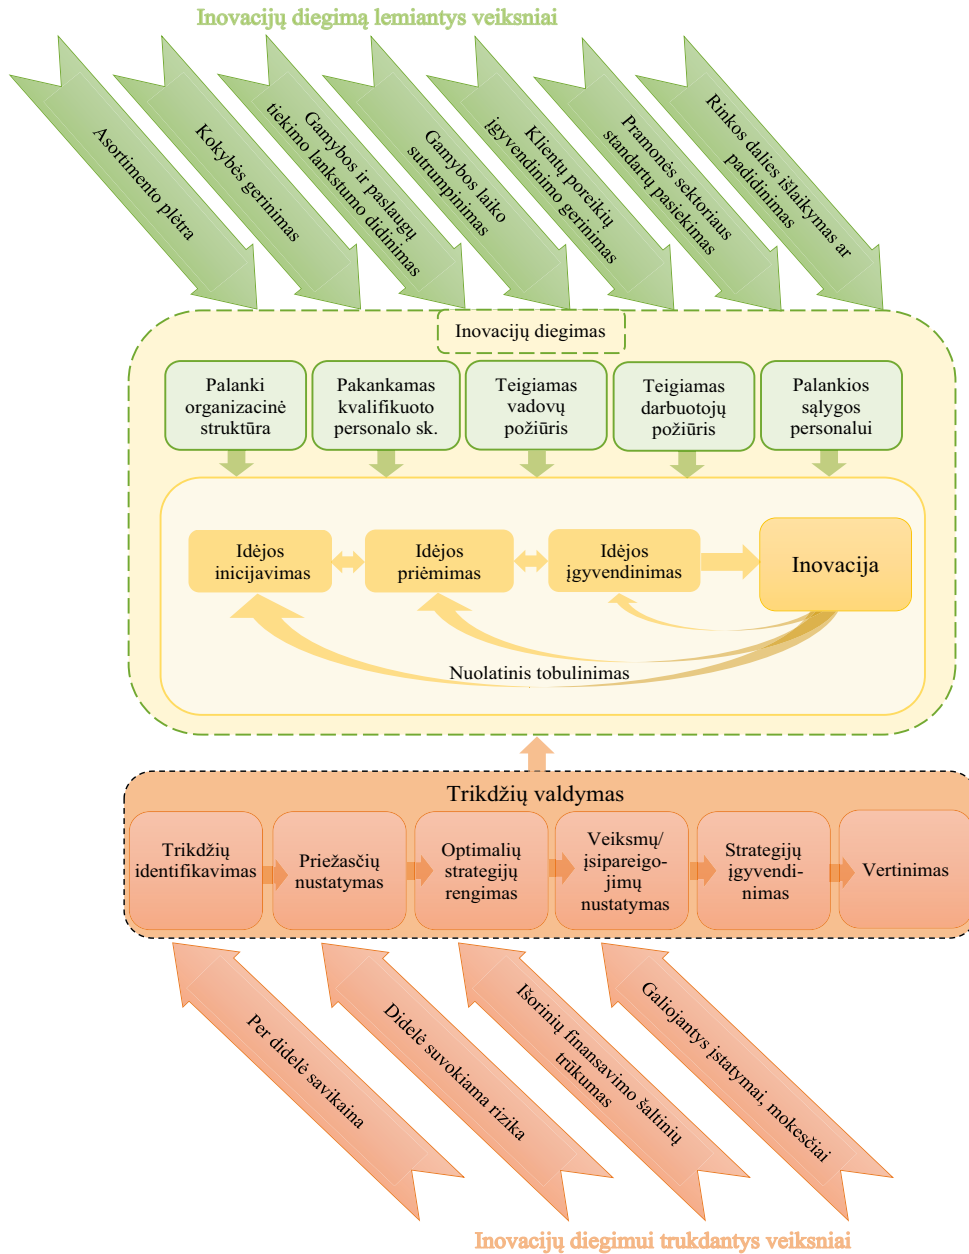 Inovacijų diegimą lemiantys veiksniai
Asortimento plėtra
Kokybės gerinimas
Gamybos ir paslaugų
tiekimo lankstumo didinimas
Gamybos laiko
sutrumpinimas
Klientų poreikių
įgyvendinimo gerinimas
Pramonės sektoriaus
standartų pasiekimas
Rinkos dalies išlaikymas ar
padidinimas
Inovacijų diegimas
Palanki
organizacinė
struktūra
Pakankamas
kvalifikuoto
personalo sk.
Teigiamas
vadovų
požiūris
Teigiamas
darbuotojų
požiūris
Palankios
sąlygos
personalui
Idėjos
inicijavimas
Idėjos
priėmimas
Idėjos
įgyvendinimas
Inovacija
Nuolatinis tobulinimas
Trikdžių valdymas
Trikdžių
identifikavimas
Priežasčių
nustatymas
Optimalių
strategijų
rengimas
Veiksmų/
įsipareigo-
jimų
nustatymas
Strategijų
įgyvendi-
nimas
Vertinimas
Per didelė savikaina
Didelė suvokiama rizika
Išorinių finansavimo šaltinių
trūkumas
Galiojantys įstatymai, mokesčiai
Inovacijų diegimui trukdantys veiksniai